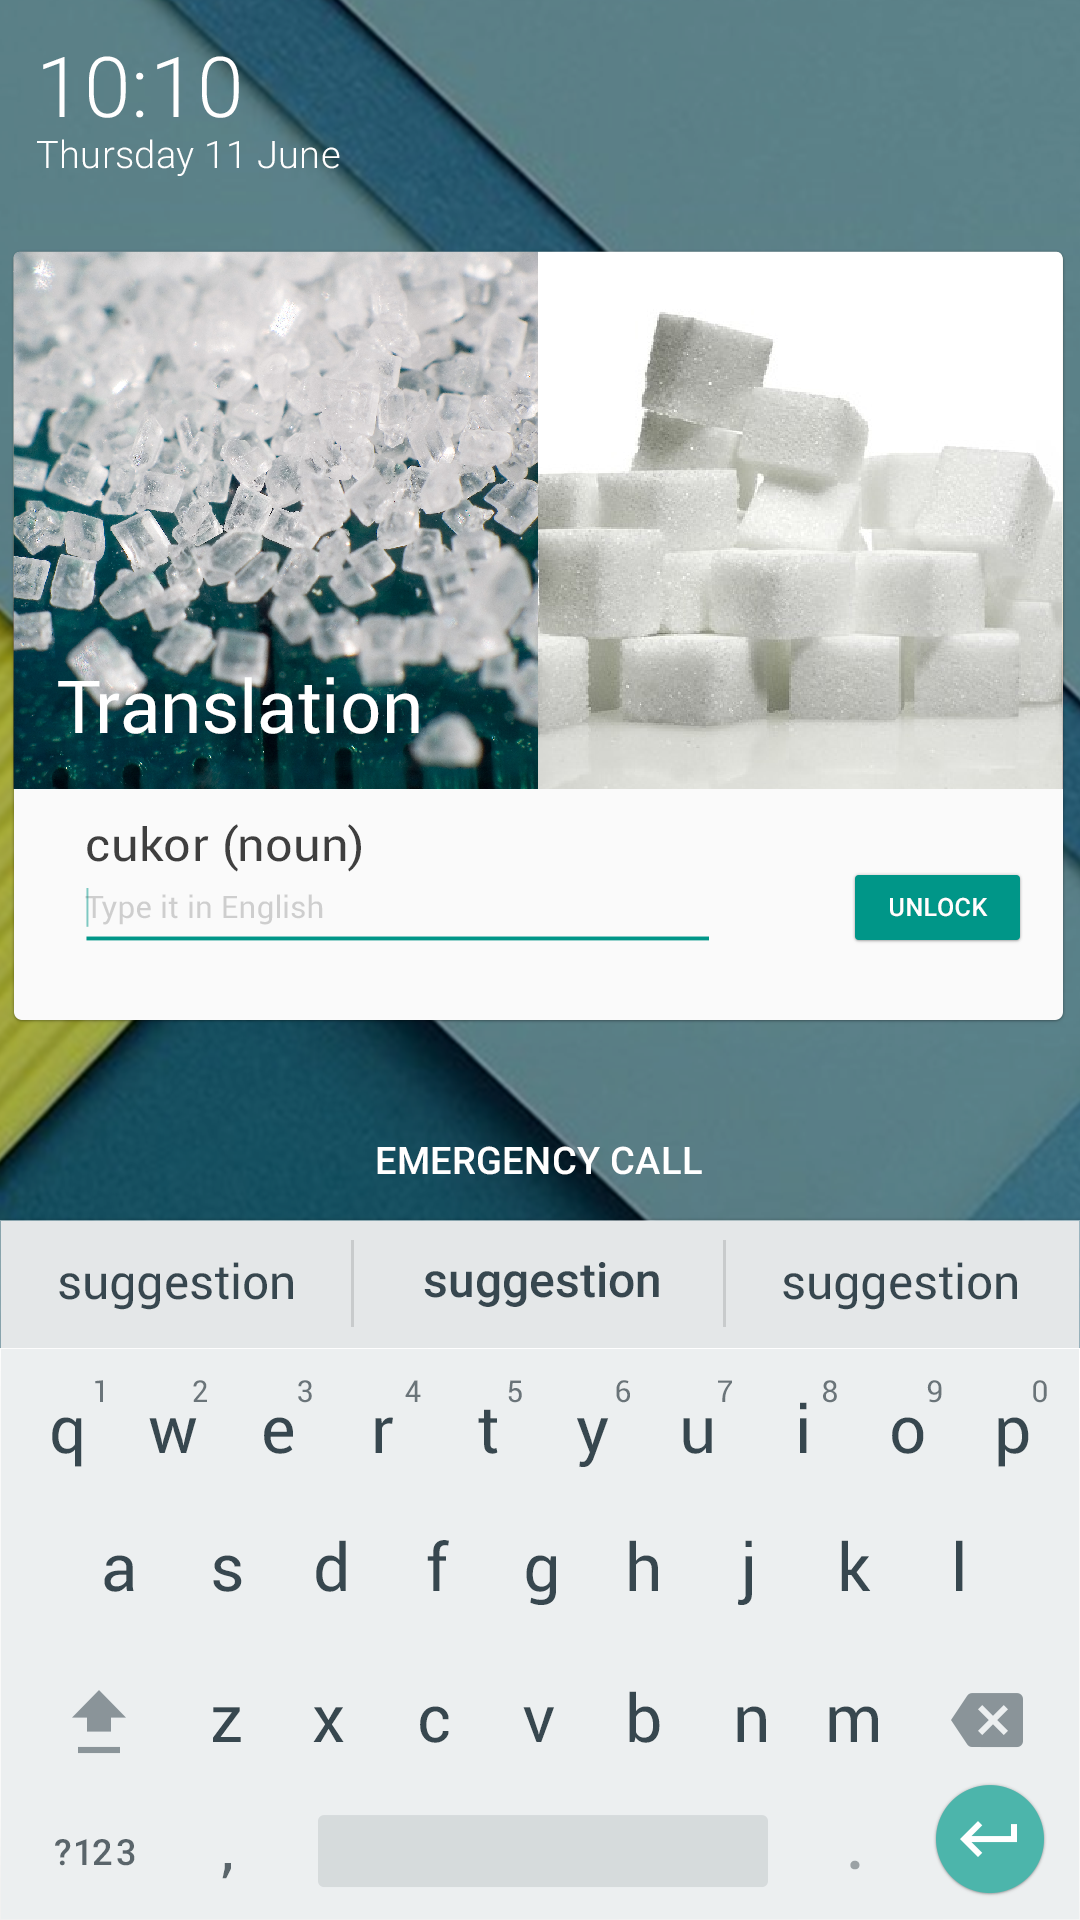 10:10
Thursday 11 June
Translation
cukor (noun)
Type it in English
UNLOCK
EMERGENCY CALL
suggestion suggestion suggestion
1 2 3 4 5 6 7 8 9 0
q w e r t y u i o p
a s d f g h j k l
z x c v b n m
?123 , .